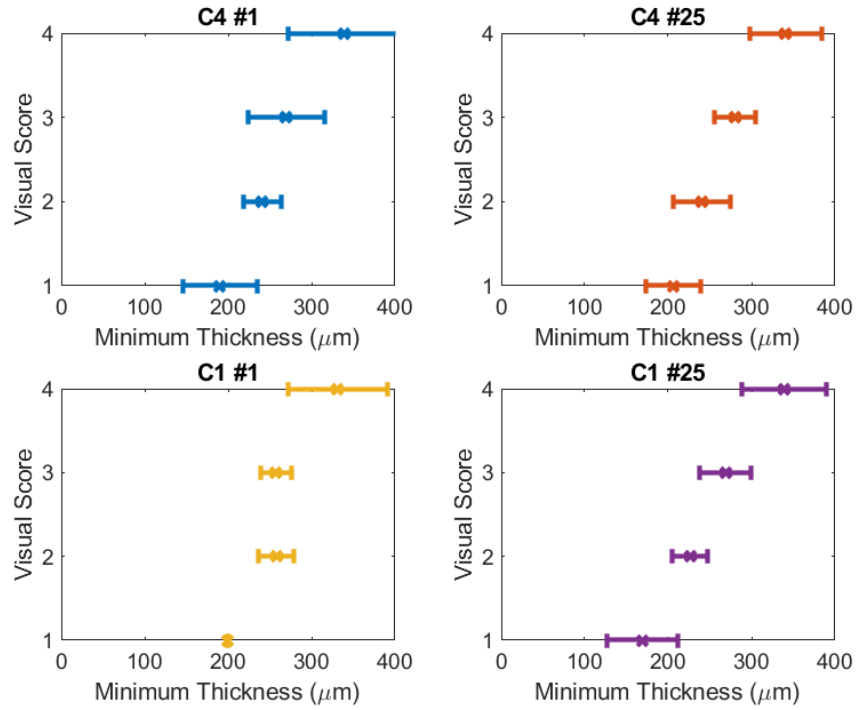 C4 #1
4
3
2
1
Visual Score
0 100 200 300 400
Minimum Thickness (μm)
C4 #25
4
3
2
1
Visual Score
0 100 200 300 400
Minimum Thickness (μm)
C1 #1
4
3
2
1
Visual Score
0 100 200 300 400
Minimum Thickness (μm)
C1 #25
4
3
2
1
Visual Score
0 100 200 300 400
Minimum Thickness (μm)